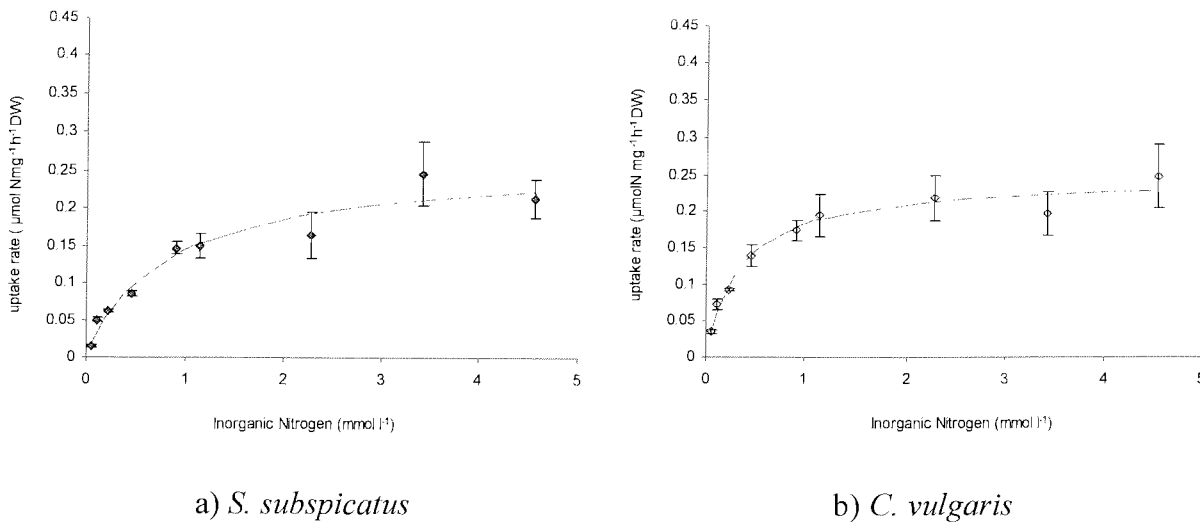 0.45
0.4
0.35
0.3
0.25
0.2
0.15
0.1
0.05
0
uptake rate ( µmol Nmg⁻¹h⁻¹DW)
0 1 2 3 4 5
Inorganic Nitrogen (mmol l⁻¹)
a) S. subspicatus
0.45
0.4
0.35
0.3
0.25
0.2
0.15
0.1
0.05
0
uptake rate (µmolN mg⁻¹h⁻¹DW)
0 1 2 3 4 5
Inorganic Nitrogen (mmol l⁻¹)
b) C. vulgaris